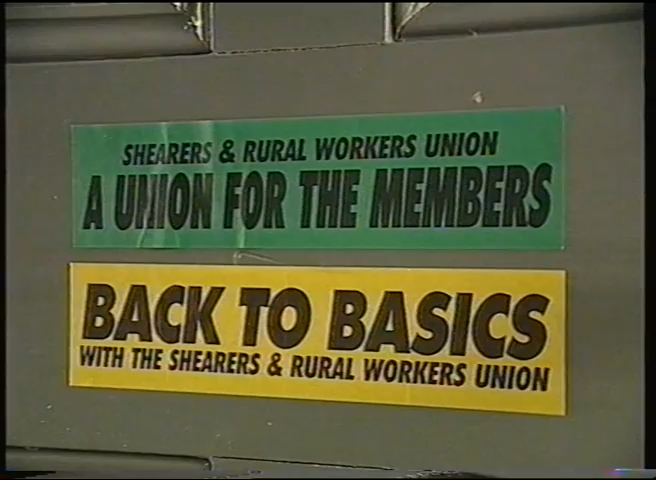 SHEARERS & RURAL WORKERS UNION
A UNION FOR THE MEMBERS
BACK TO BASICS
WITH THE SHEARERS & RURAL WORKERS UNION